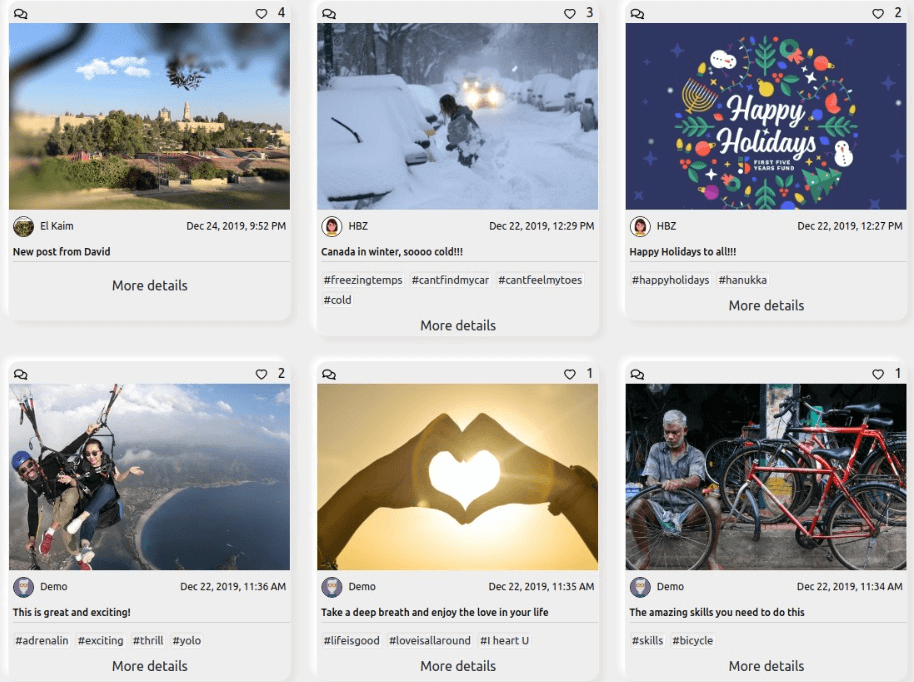 4
El Kaim
Dec 24, 2019, 9:52 PM
New post from David
More details
3
HBZ
Dec 22, 2019, 12:29 PM
Canada in winter, soooo cold!!!
#freezingtemps #cantfindmycar #cantfeelmytoes
#cold
More details
2
Happy
Holidays
FIRST FIVE
YEARS FUND
HBZ
Dec 22, 2019, 12:27 PM
Happy Holidays to all!!!
#happyholidays #hanukka
More details
2
Demo
Dec 22, 2019, 11:36 AM
This is great and exciting!
#adrenalin #exciting #thrill #yolo
More details
1
Demo
Dec 22, 2019, 11:35 AM
Take a deep breath and enjoy the love in your life
#lifeisgood #loveisallaround #I heart U
More details
1
Demo
Dec 22, 2019, 11:34 AM
The amazing skills you need to do this
#skills #bicycle
More details